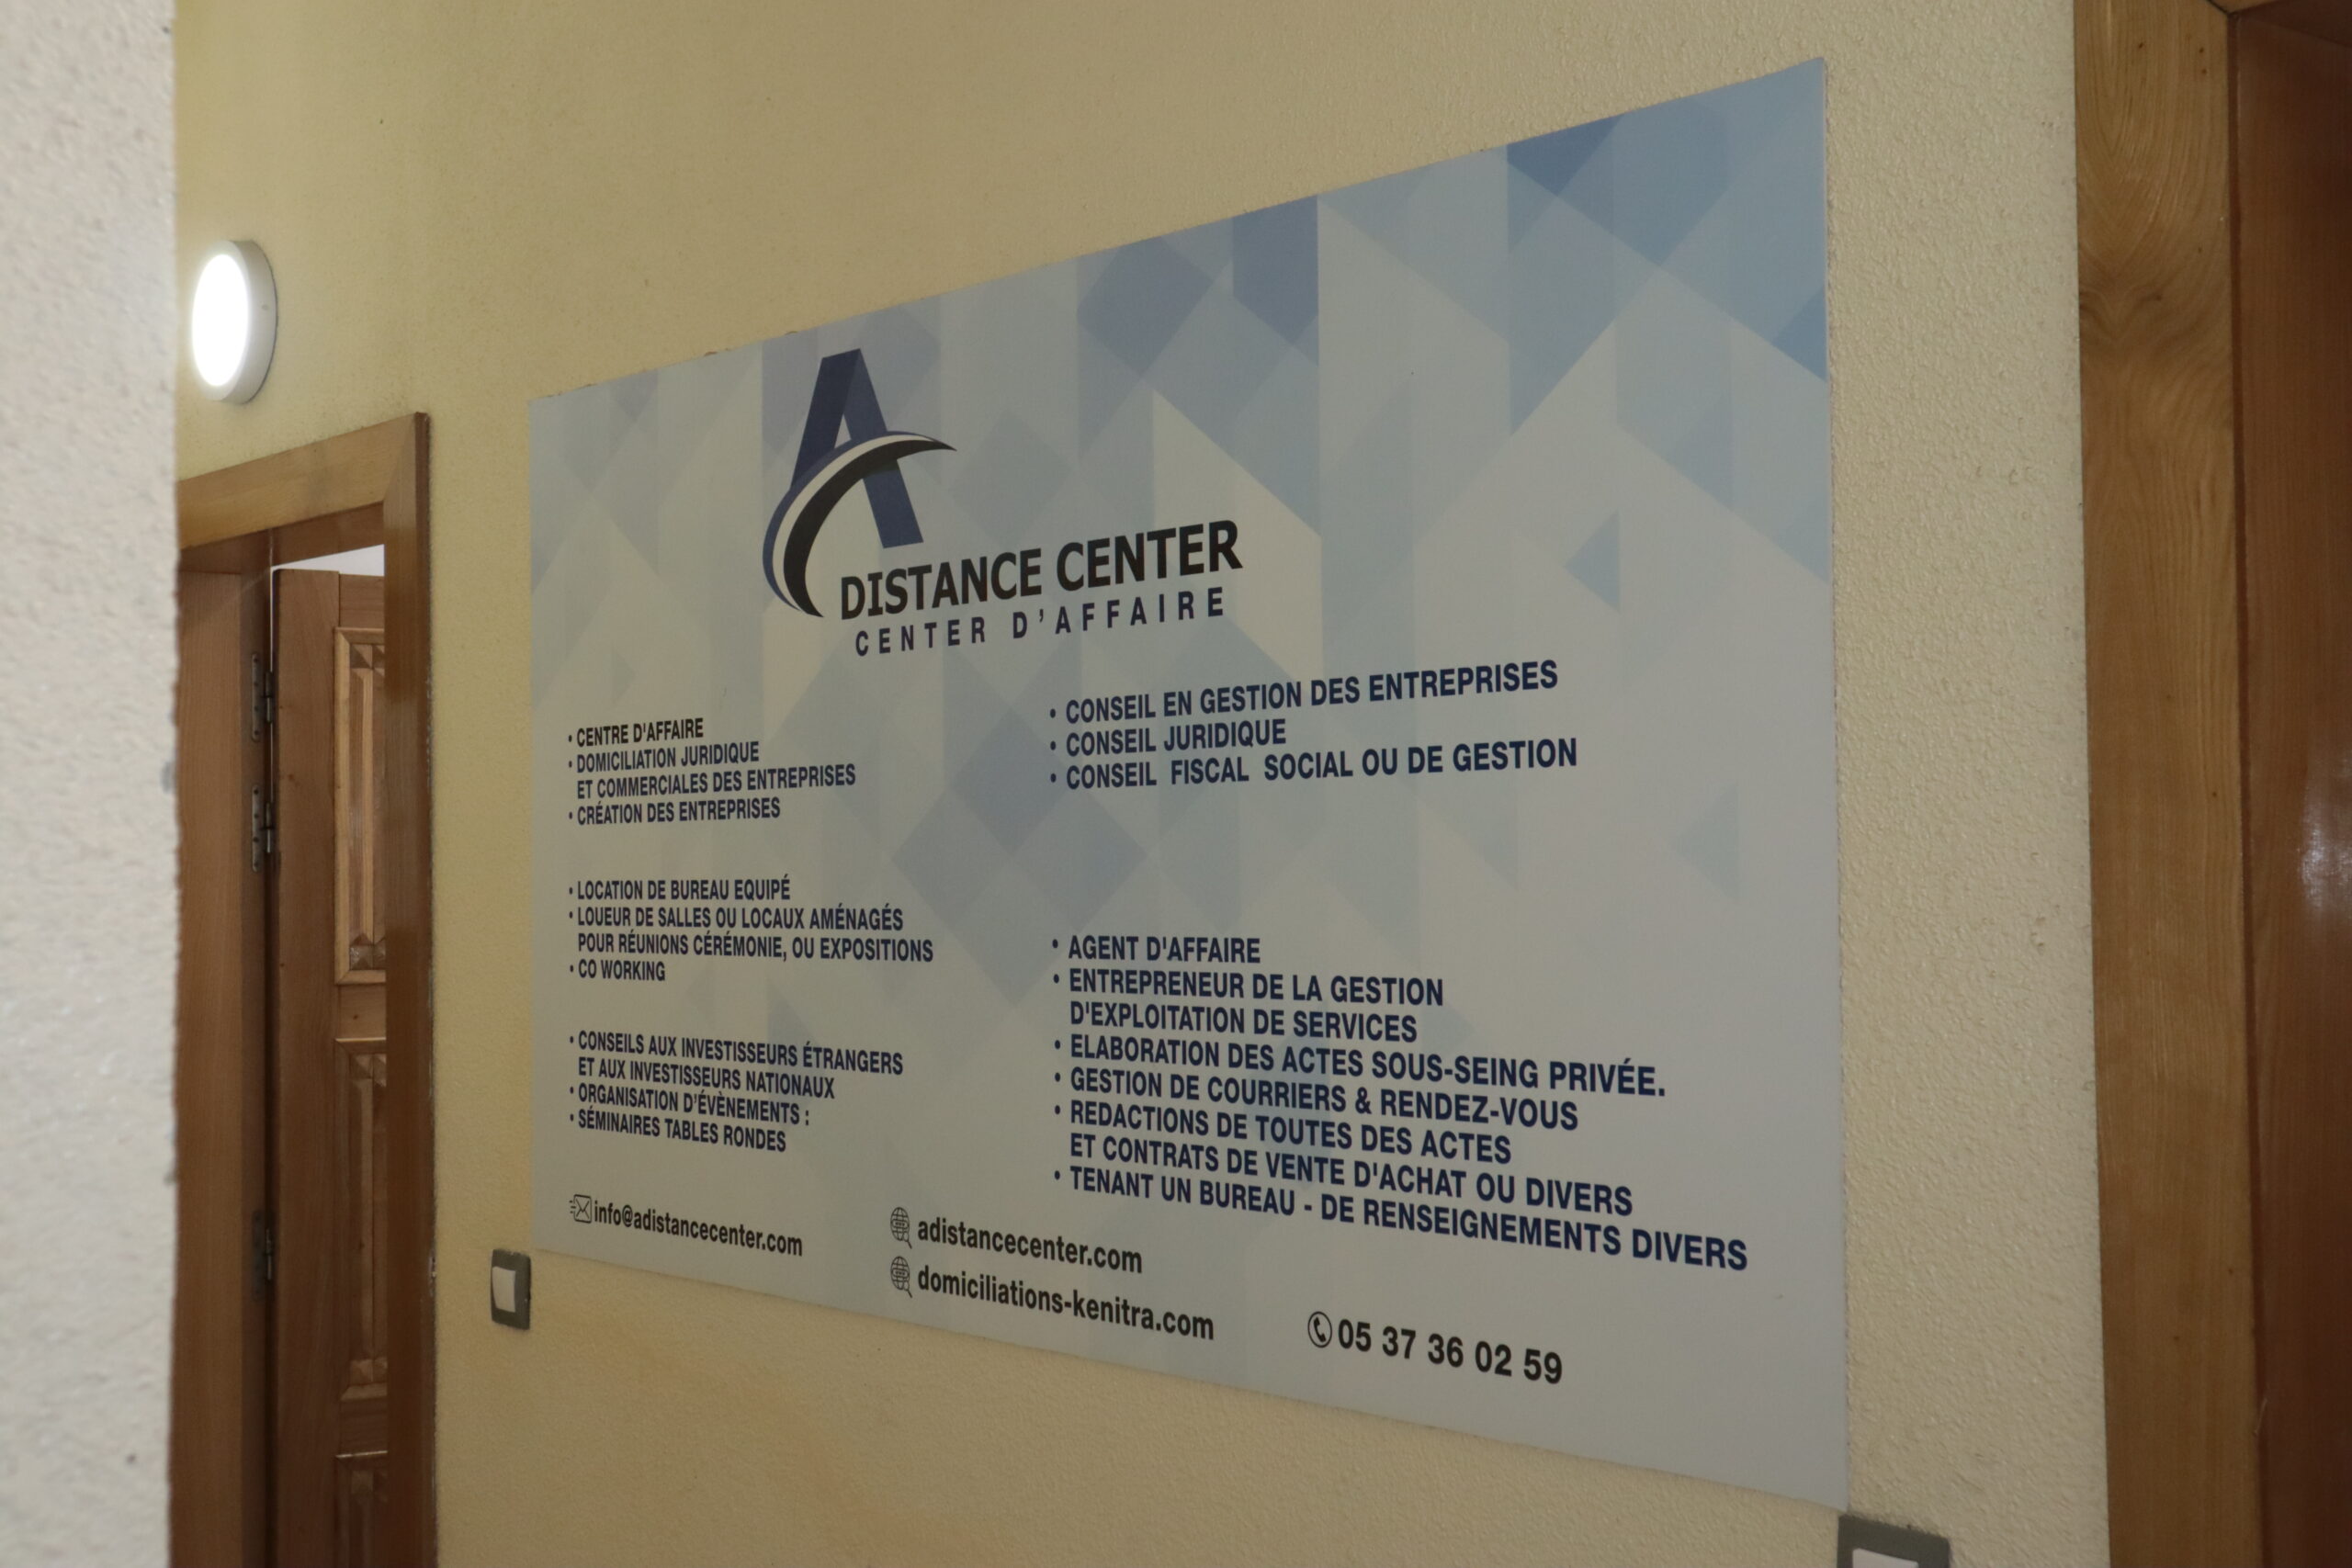 A
DISTANCE CENTER
CENTER D'AFFAIRE
• CENTRE D'AFFAIRE
• DOMICILIATION JURIDIQUE
ET COMMERCIALES DES ENTREPRISES
• CRÉATION DES ENTREPRISES
• LOCATION DE BUREAU EQUIPÉ
• LOUEUR DE SALLES OU LOCAUX AMÉNAGÉS
POUR RÉUNIONS CÉRÉMONIE, OU EXPOSITIONS
• CO WORKING
• CONSEILS AUX INVESTISSEURS ÉTRANGERS
ET AUX INVESTISSEURS NATIONAUX
• ORGANISATION D'ÉVÈNEMENTS :
• SÉMINAIRES TABLES RONDES
• CONSEIL EN GESTION DES ENTREPRISES
• CONSEIL JURIDIQUE
• CONSEIL FISCAL SOCIAL OU DE GESTION
• AGENT D'AFFAIRE
• ENTREPRENEUR DE LA GESTION
D'EXPLOITATION DE SERVICES
• ELABORATION DES ACTES SOUS-SEING PRIVÉE.
• GESTION DE COURRIERS & RENDEZ-VOUS
• REDACTIONS DE TOUTES DES ACTES
ET CONTRATS DE VENTE D'ACHAT OU DIVERS
• TENANT UN BUREAU - DE RENSEIGNEMENTS DIVERS
info@adistancecenter.com
adistancecenter.com
domiciliations-kenitra.com
05 37 36 02 59